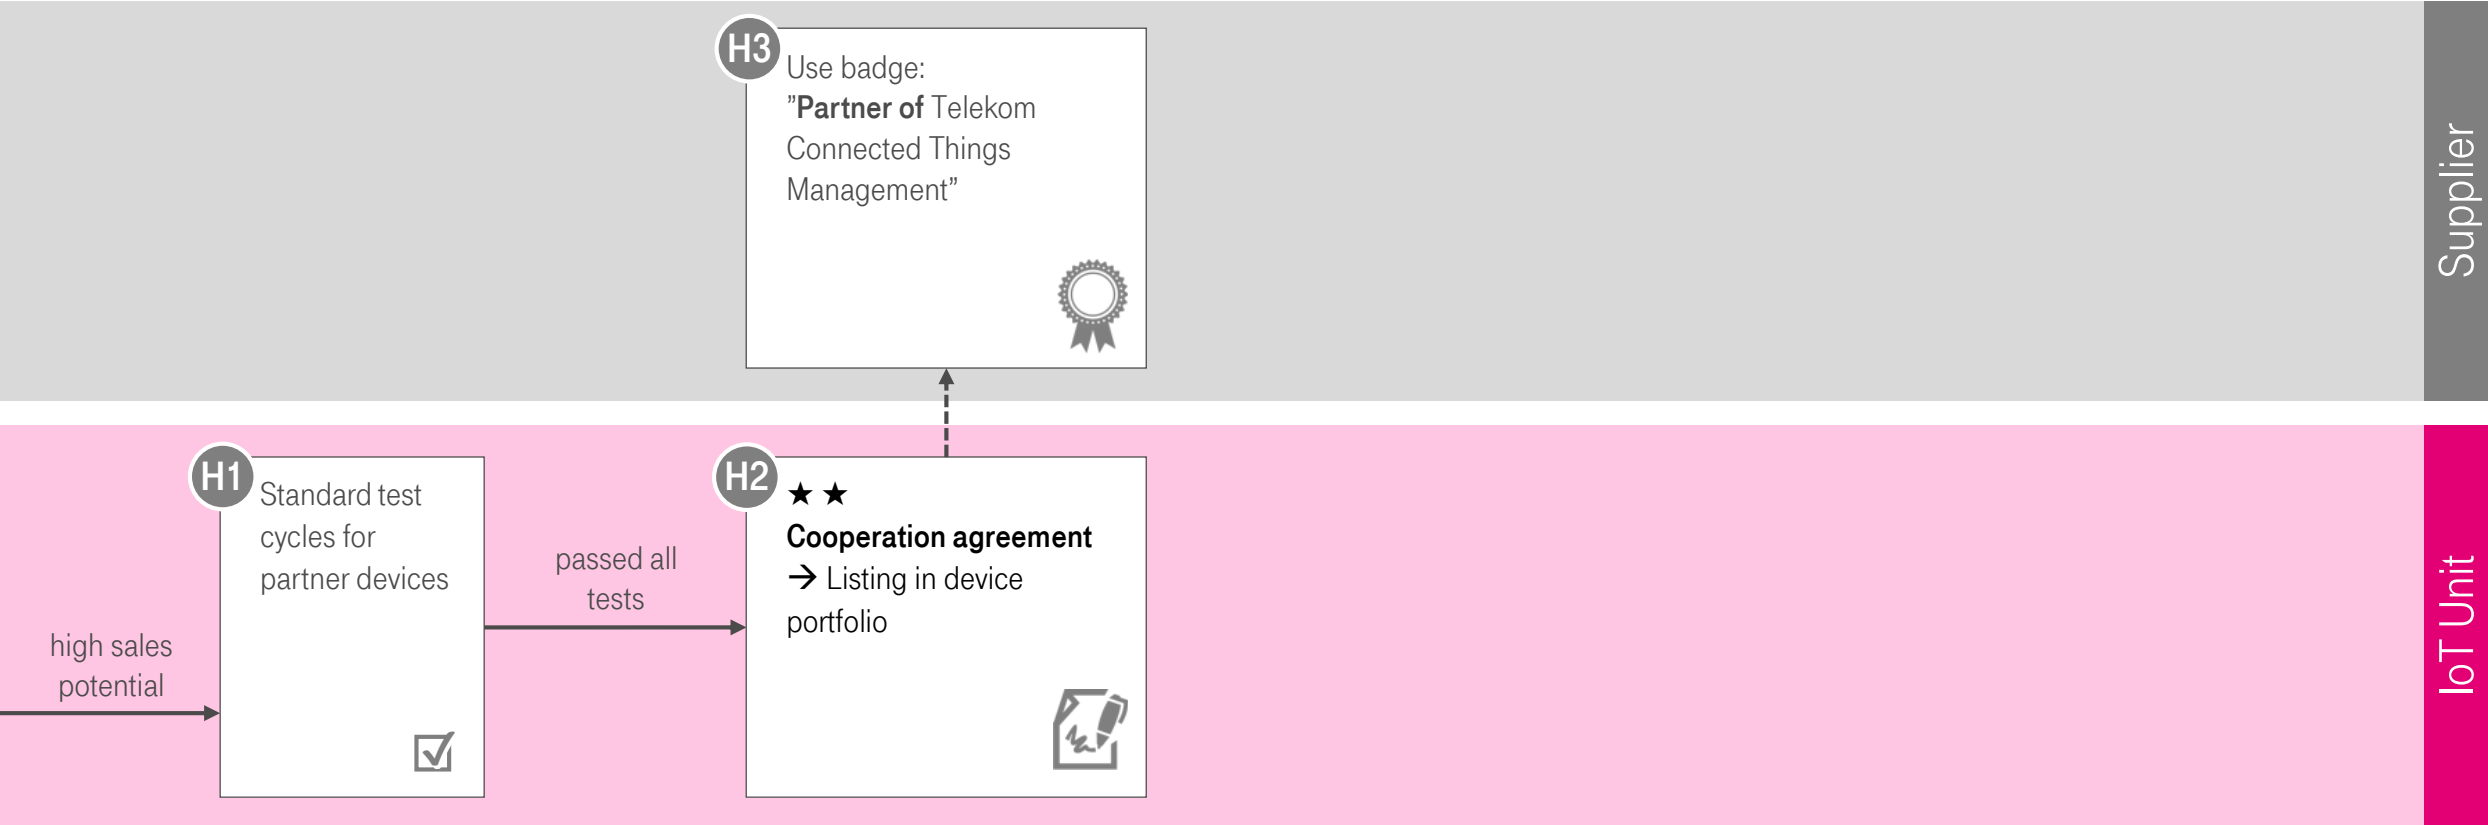 H3
Use badge:
”Partner of Telekom
Connected Things
Management”
Supplier
H1
Standard test
cycles for
partner devices
high sales
potential
passed all
tests
H2
★ ★
Cooperation agreement
→ Listing in device
portfolio
IoT Unit